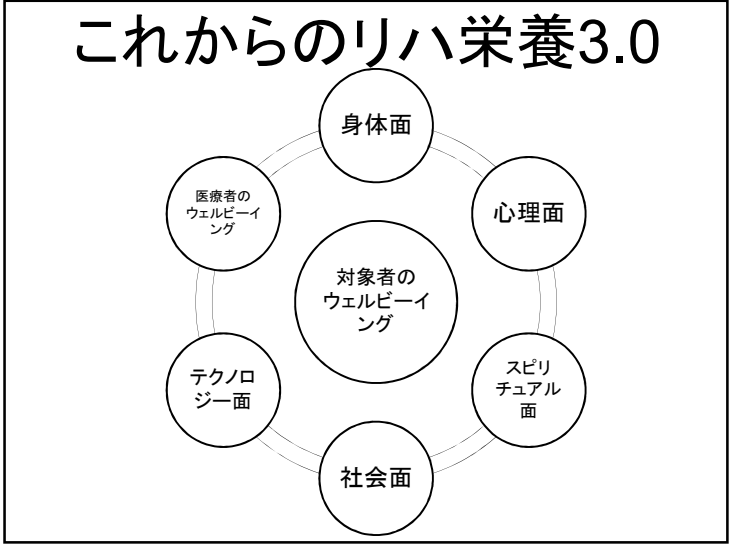 これからのリハ栄養3.0
身体面
心理面
スピリ
チュアル
面
社会面
テクノロ
ジー面
医療者の
ウェルビーイ
ング
対象者の
ウェルビーイ
ング